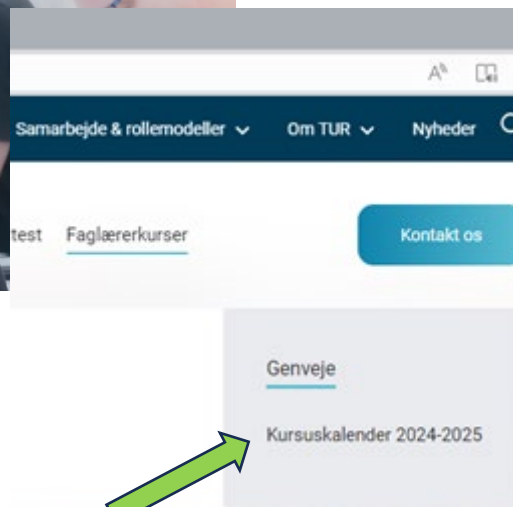 Samarbejde & rollemodeller Om TUR Nyheder
test Faglærerkurser Kontakt os
Genveje
Kursuskalender 2024-2025